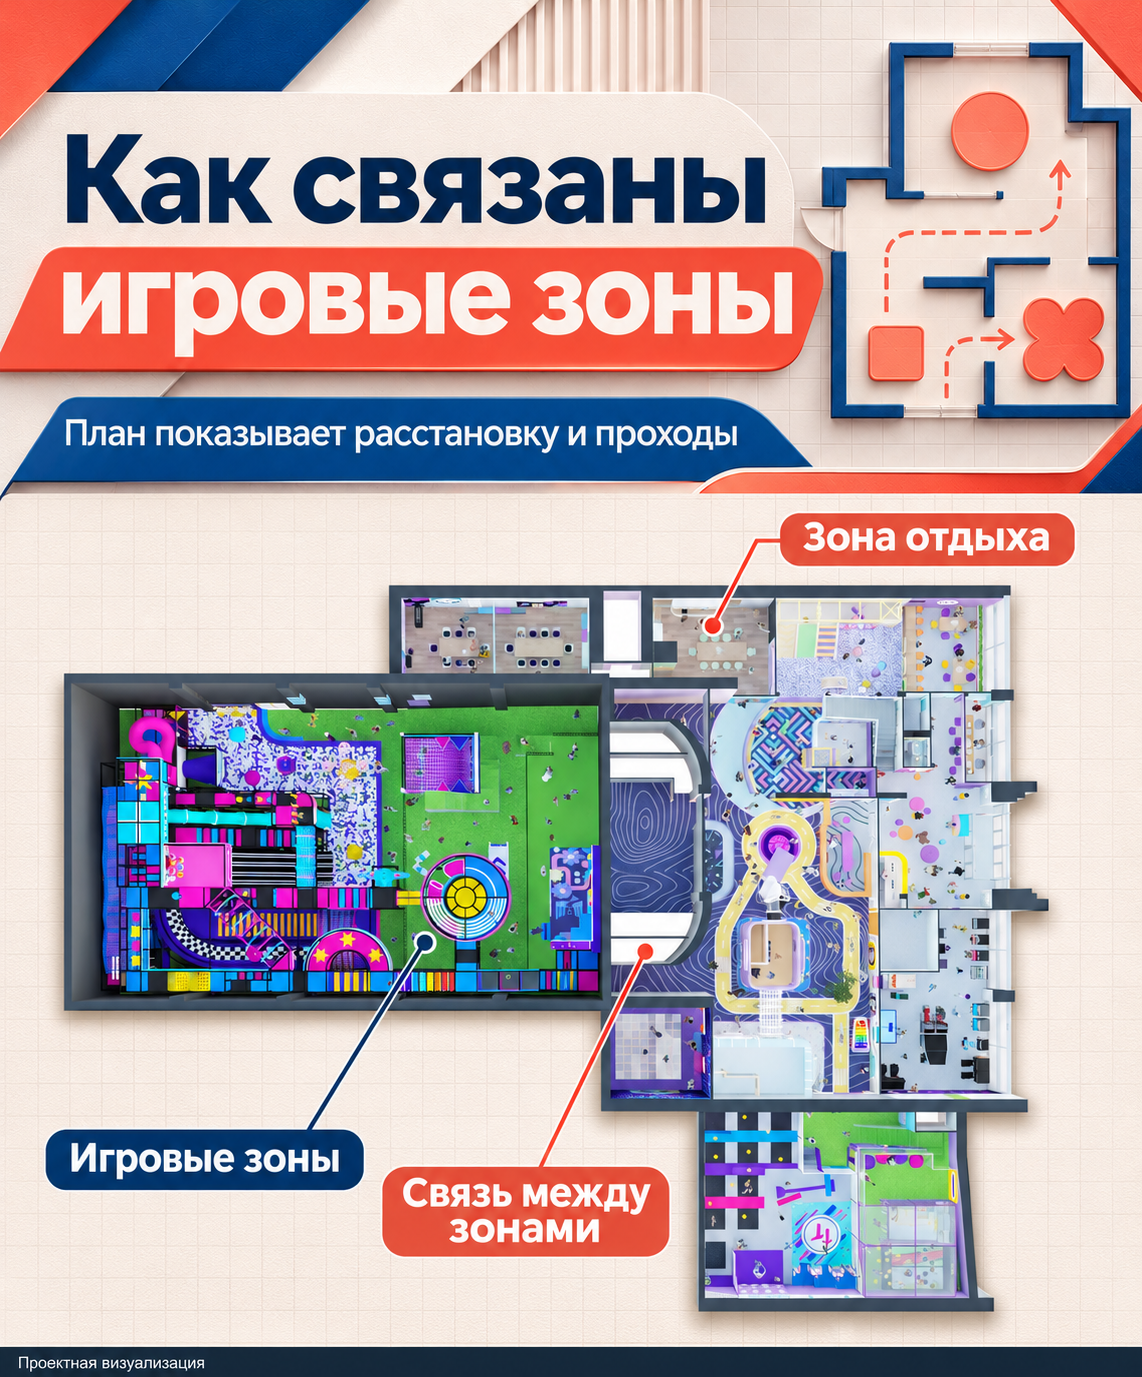 Как связаны
игровые зоны
План показывает расстановку и проходы
Зона отдыха
Игровые зоны
Связь между
зонами
Проектная визуализация